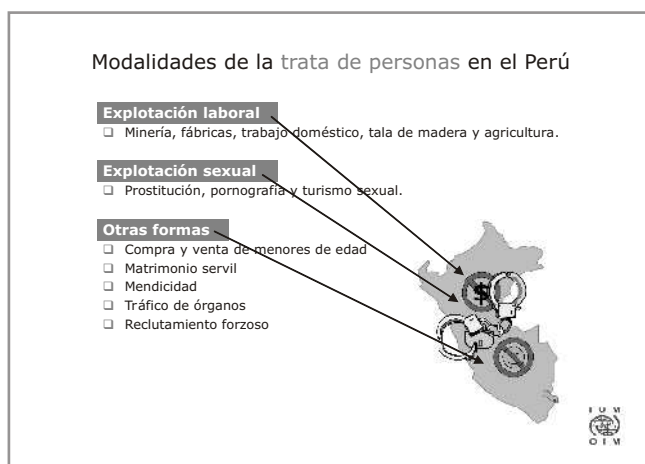 Modalidades de la trata de personas en el Perú
Explotación laboral
❑ Minería, fábricas, trabajo doméstico, tala de madera y agricultura.
Explotación sexual
❑ Prostitución, pornografía y turismo sexual.
Otras formas
❑ Compra y venta de menores de edad
❑ Matrimonio servil
❑ Mendicidad
❑ Tráfico de órganos
❑ Reclutamiento forzoso
$
I O M
O I M